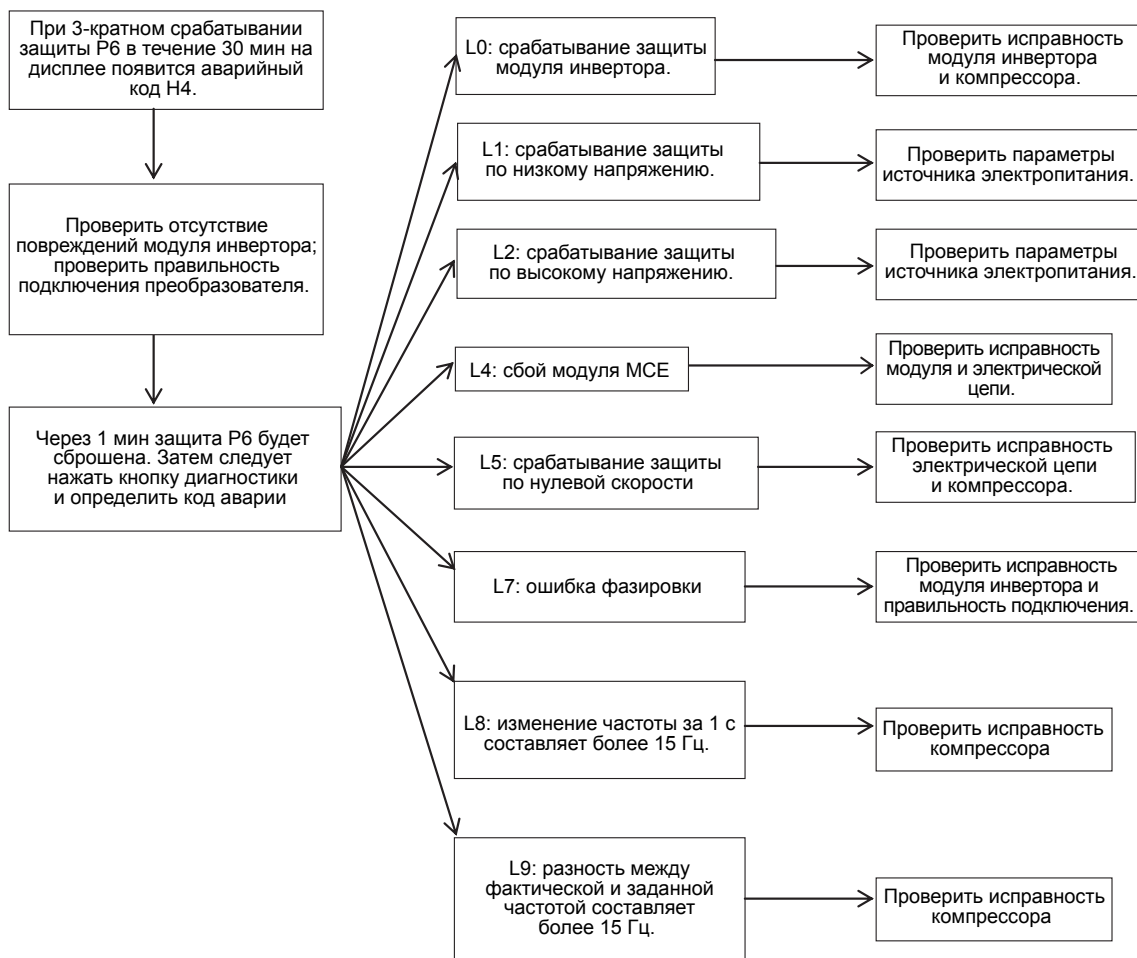 При 3-кратном срабатывании
защиты P6 в течение 30 мин на
дисплее появится аварийный
код H4.
Проверить отсутствие
повреждений модуля инвертора;
проверить правильность
подключения преобразователя.
Через 1 мин защита P6 будет
сброшена. Затем следует
нажать кнопку диагностики
и определить код аварии
L0: срабатывание защиты
модуля инвертора.
Проверить исправность
модуля инвертора
и компрессора.
L1: срабатывание защиты
по низкому напряжению.
Проверить параметры
источника электропитания.
L2: срабатывание защиты
по высокому напряжению.
Проверить параметры
источника электропитания.
L4: сбой модуля MCE
Проверить исправность
модуля и электрической
цепи.
L5: срабатывание защиты
по нулевой скорости
Проверить исправность
электрической цепи
и компрессора.
L7: ошибка фазировки
Проверить исправность
модуля инвертора и
правильность подключения.
L8: изменение частоты за 1 с
составляет более 15 Гц.
Проверить исправность
компрессора
L9: разность между
фактической и заданной
частотой составляет
более 15 Гц.
Проверить исправность
компрессора